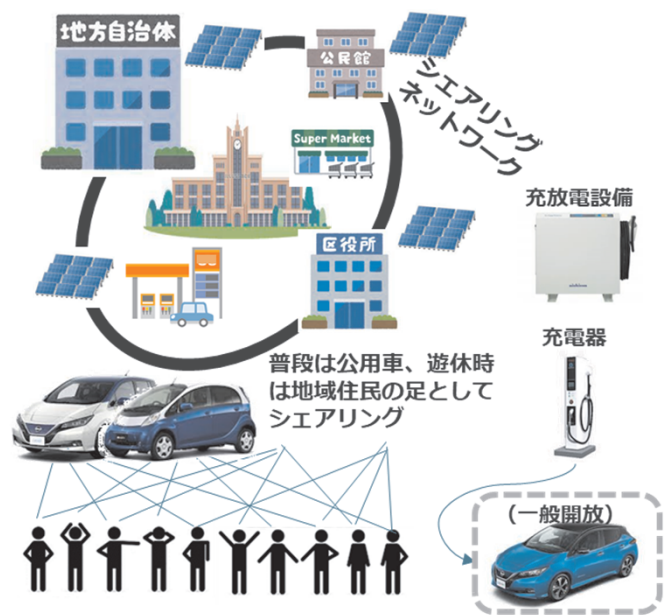 地方自治体
公民館
シェアリング
ネットワーク
Super Market
充放電設備
区役所
充電器
普段は公用車、遊休時
は地域住民の足として
シェアリング
(一般開放)